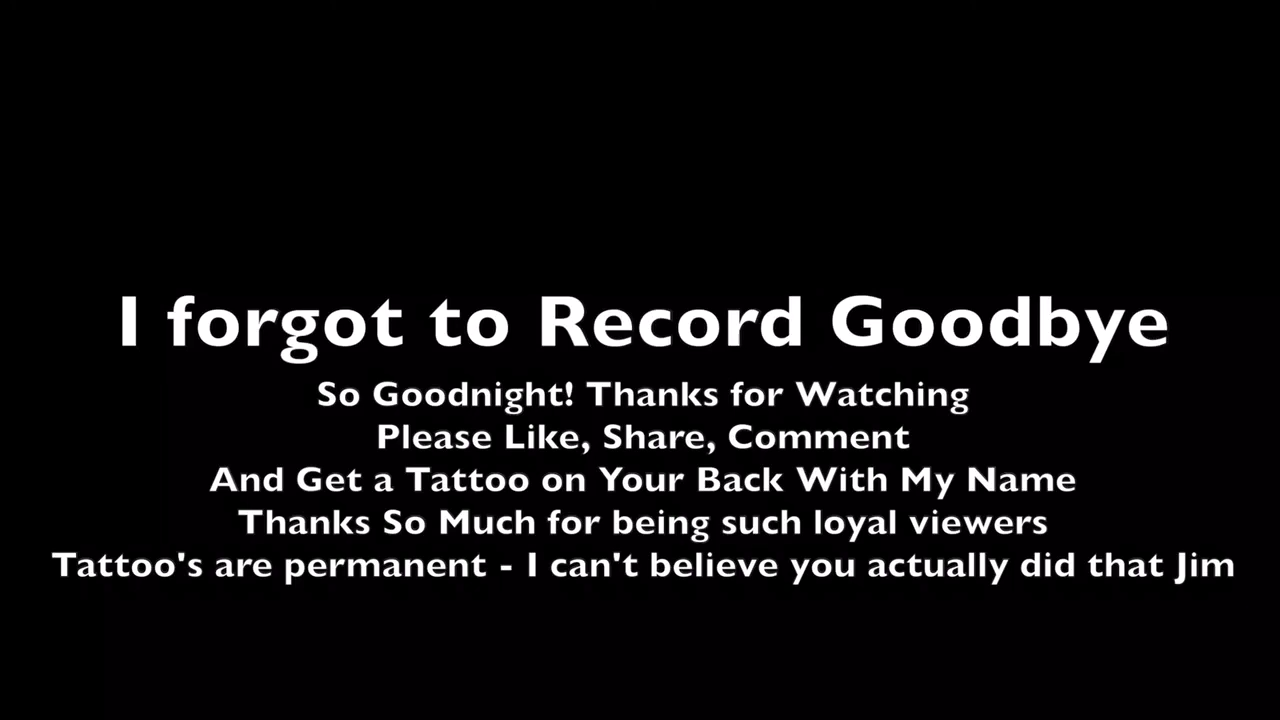 I forgot to Record Goodbye
So Goodnight! Thanks for Watching
Please Like, Share, Comment
And Get a Tattoo on Your Back With My Name
Thanks So Much for being such loyal viewers
Tattoo's are permanent - I can't believe you actually did that Jim